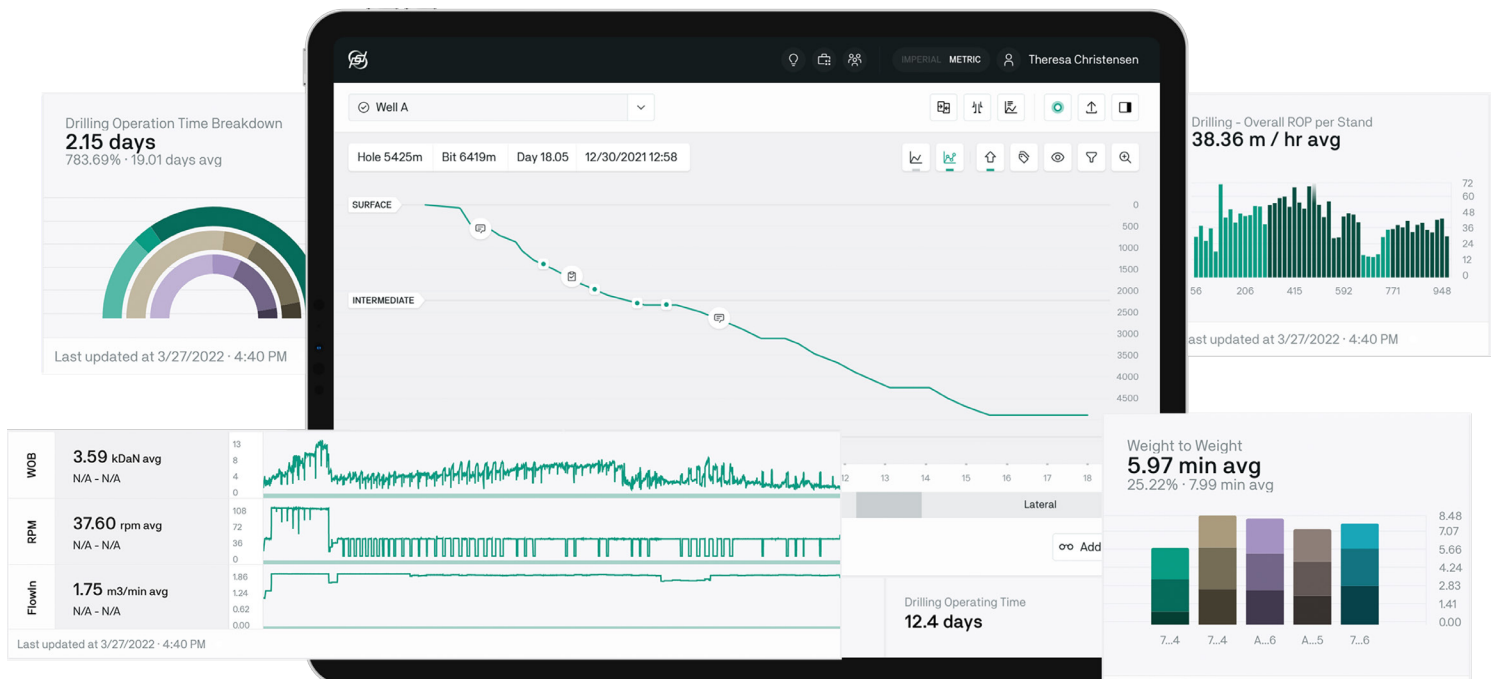 IMPERIAL METRIC
Theresa Christensen
Well A
Hole 5425m
Bit 6419m
Day 18.05
12/30/2021 12:58
SURFACE
INTERMEDIATE
0
500
1000
1500
2000
2500
3000
3500
4000
4500
Drilling Operation Time Breakdown
2.15 days
783.69% · 19.01 days avg
Last updated at 3/27/2022 · 4:40 PM
Drilling - Overall ROP per Stand
38.36 m / hr avg
72
60
48
36
24
12
0
56 206 415 592 771 948
ast updated at 3/27/2022 · 4:40 PM
WOB
3.59 kDaN avg
N/A - N/A
13
8
4
0
RPM
37.60 rpm avg
N/A - N/A
108
72
36
0
FlowIn
1.75 m3/min avg
N/A - N/A
1.86
1.24
0.62
0.00
Last updated at 3/27/2022 · 4:40 PM
12 13 14 15 16 17 18
Lateral
Add
Drilling Operating Time
12.4 days
Weight to Weight
5.97 min avg
25.22% · 7.99 min avg
8.48
7.07
5.66
4.24
2.83
1.41
0.00
7...4 7...4 A...6 A...5 7...6